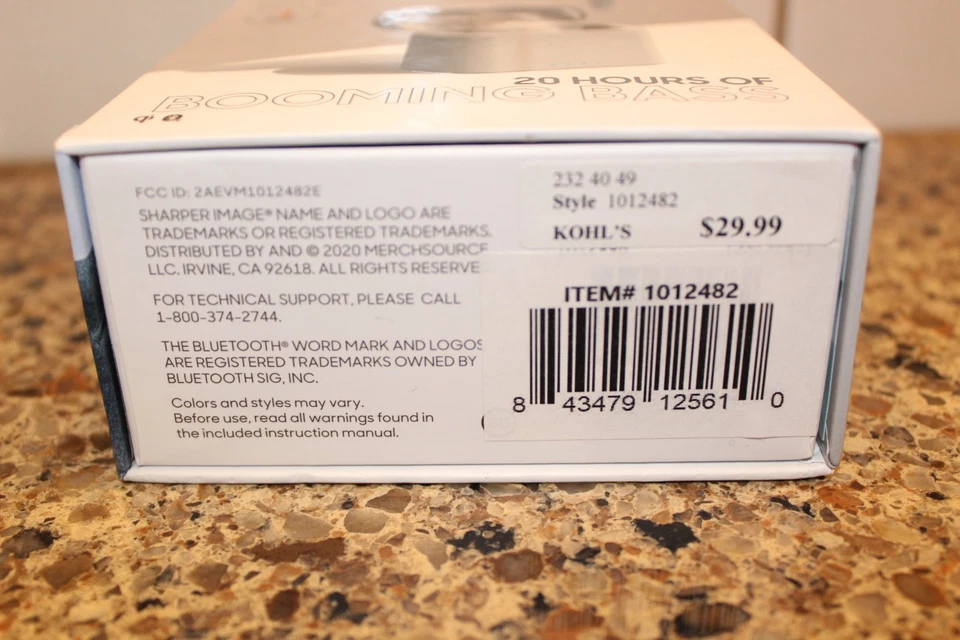 20 HOURS OF
BOOMING BASS
qi
FCC ID: 2AEVM1012482E
SHARPER IMAGE® NAME AND LOGO ARE
TRADEMARKS OR REGISTERED TRADEMARKS.
DISTRIBUTED BY AND © 2020 MERCHSOURCE
LLC. IRVINE, CA 92618. ALL RIGHTS RESERVE
FOR TECHNICAL SUPPORT, PLEASE CALL
1-800-374-2744.
THE BLUETOOTH® WORD MARK AND LOGOS
ARE REGISTERED TRADEMARKS OWNED BY
BLUETOOTH SIG, INC.
Colors and styles may vary.
Before use, read all warnings found in
the included instruction manual.
232 40 49
Style 1012482
KOHL'S $29.99
ITEM# 1012482
8 43479 12561 0